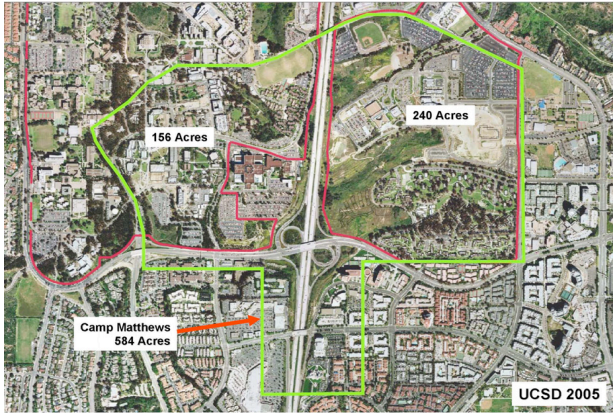 156 Acres
240 Acres
Camp Matthews
584 Acres
UCSD 2005